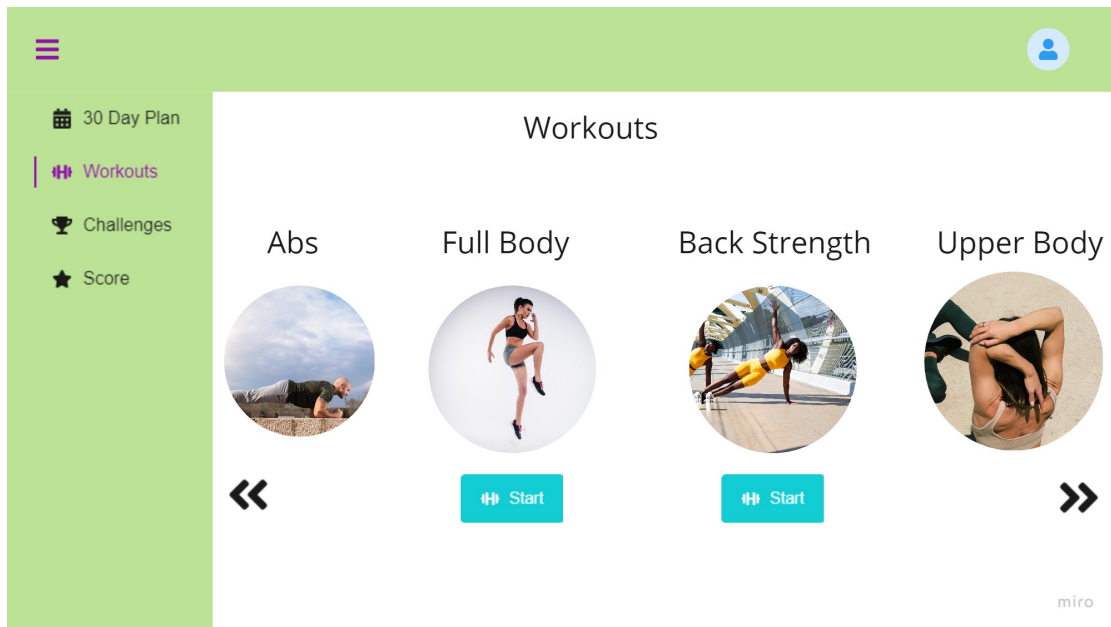 30 Day Plan
Workouts
Challenges
Score
Workouts
Abs
Full Body
Back Strength
Upper Body
Start
Start
miro